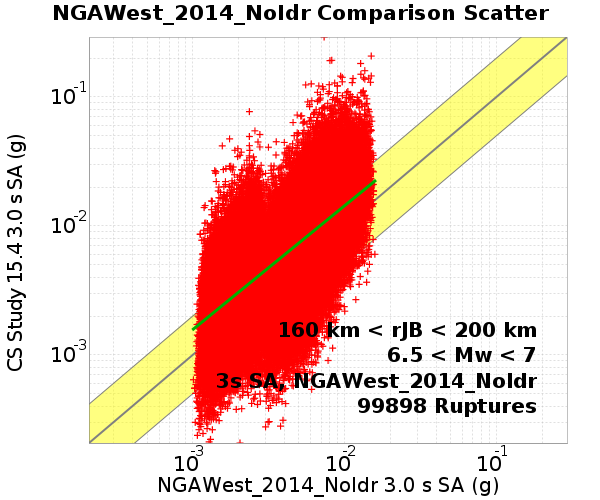 NGAWest_2014_NoIdr Comparison Scatter
CS Study 15.4 3.0 s SA (g)
10-1
10-2
10-3
160 km < rJB < 200 km
6.5 < Mw < 7
3s SA, NGAWest_2014_NoIdr
99898 Ruptures
10-3 10-2 10-1
NGAWest_2014_NoIdr 3.0 s SA (g)